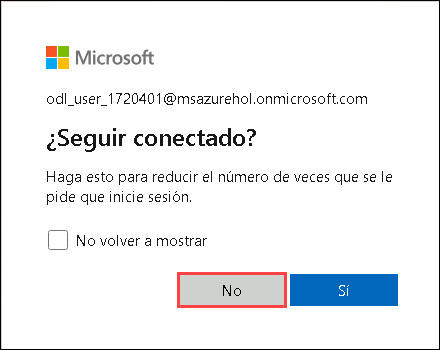 Microsoft
odl_user_1720401@msazurehol.onmicrosoft.com
¿Seguir conectado?
Haga esto para reducir el número de veces que se le
pide que inicie sesión.
No volver a mostrar
No
Sí